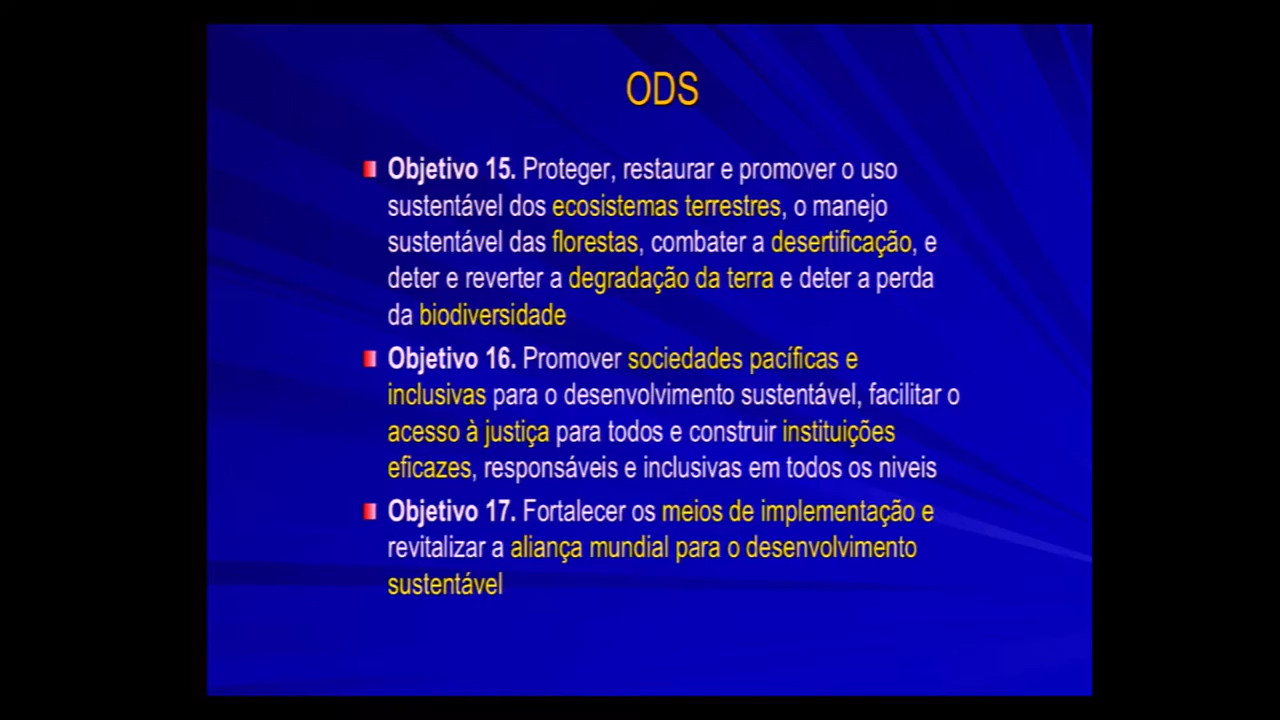 ODS
Objetivo 15. Proteger, restaurar e promover o uso
sustentável dos ecosistemas terrestres, o manejo
sustentável das florestas, combater a desertificação, e
deter e reverter a degradação da terra e deter a perda
da biodiversidade
Objetivo 16. Promover sociedades pacíficas e
inclusivas para o desenvolvimento sustentável, facilitar o
acesso à justiça para todos e construir instituições
eficazes, responsáveis e inclusivas em todos os niveis
Objetivo 17. Fortalecer os meios de implementação e
revitalizar a aliança mundial para o desenvolvimento
sustentável